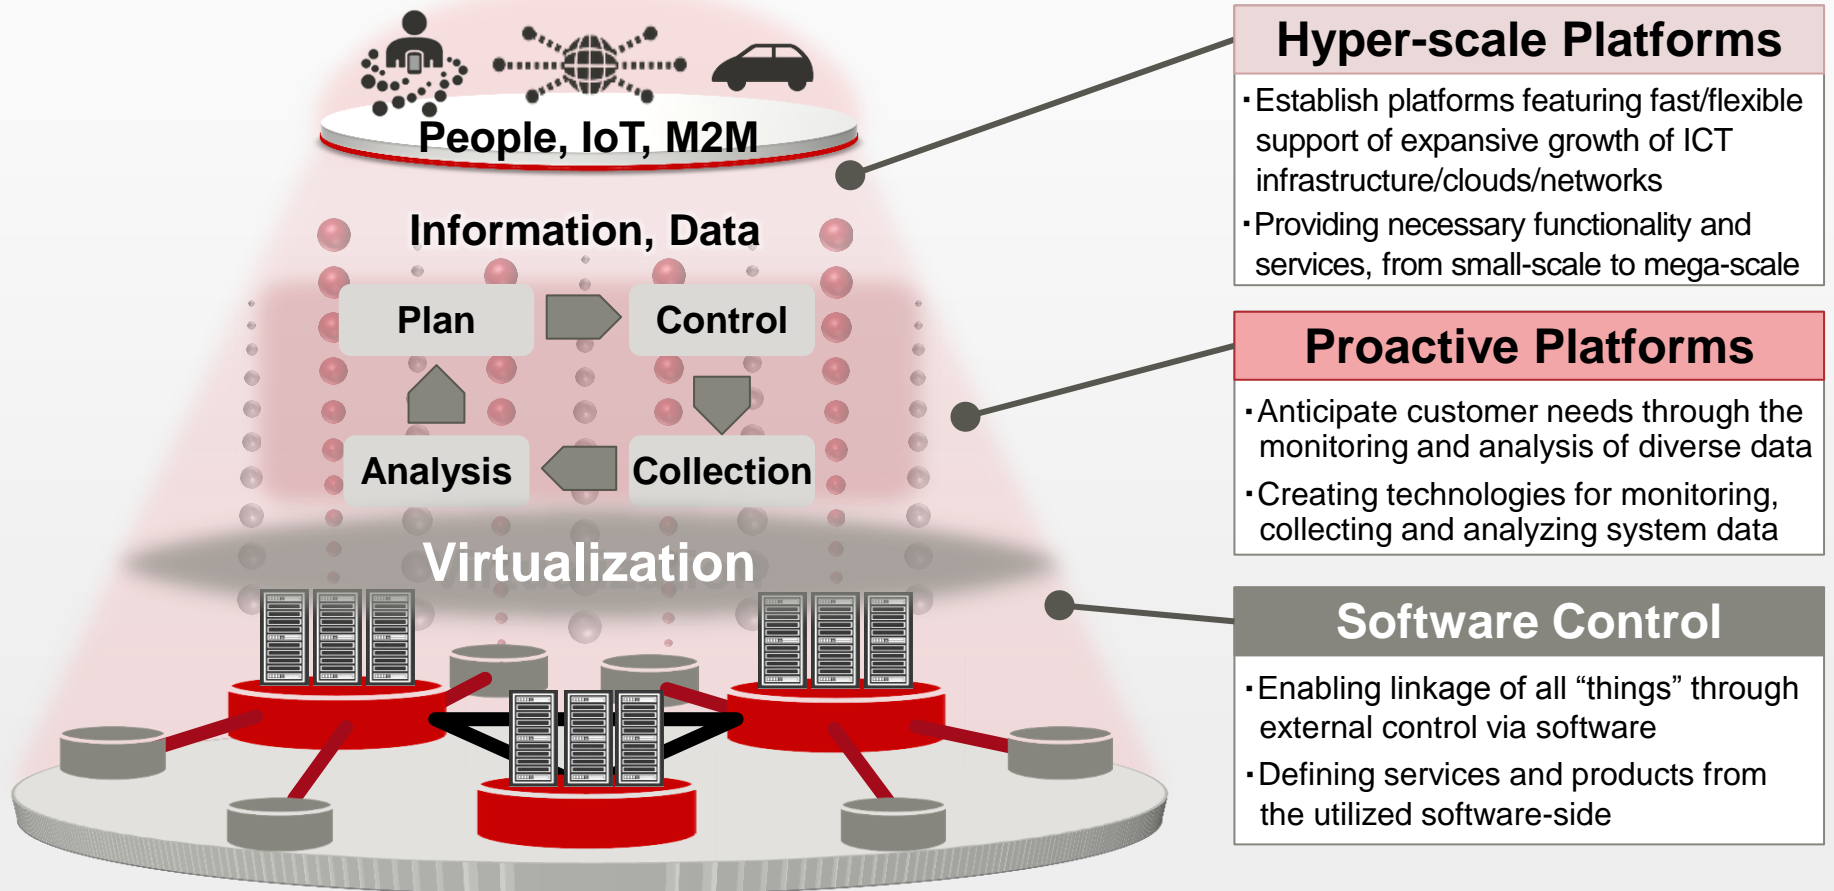 People, IoT, M2M
Information, Data
Plan
Control
Analysis
Collection
Virtualization
Hyper-scale Platforms
・Establish platforms featuring fast/flexible
support of expansive growth of ICT
infrastructure/clouds/networks
・Providing necessary functionality and
services, from small-scale to mega-scale
Proactive Platforms
・Anticipate customer needs through the
monitoring and analysis of diverse data
・Creating technologies for monitoring,
collecting and analyzing system data
Software Control
・Enabling linkage of all “things” through
external control via software
・Defining services and products from
the utilized software-side